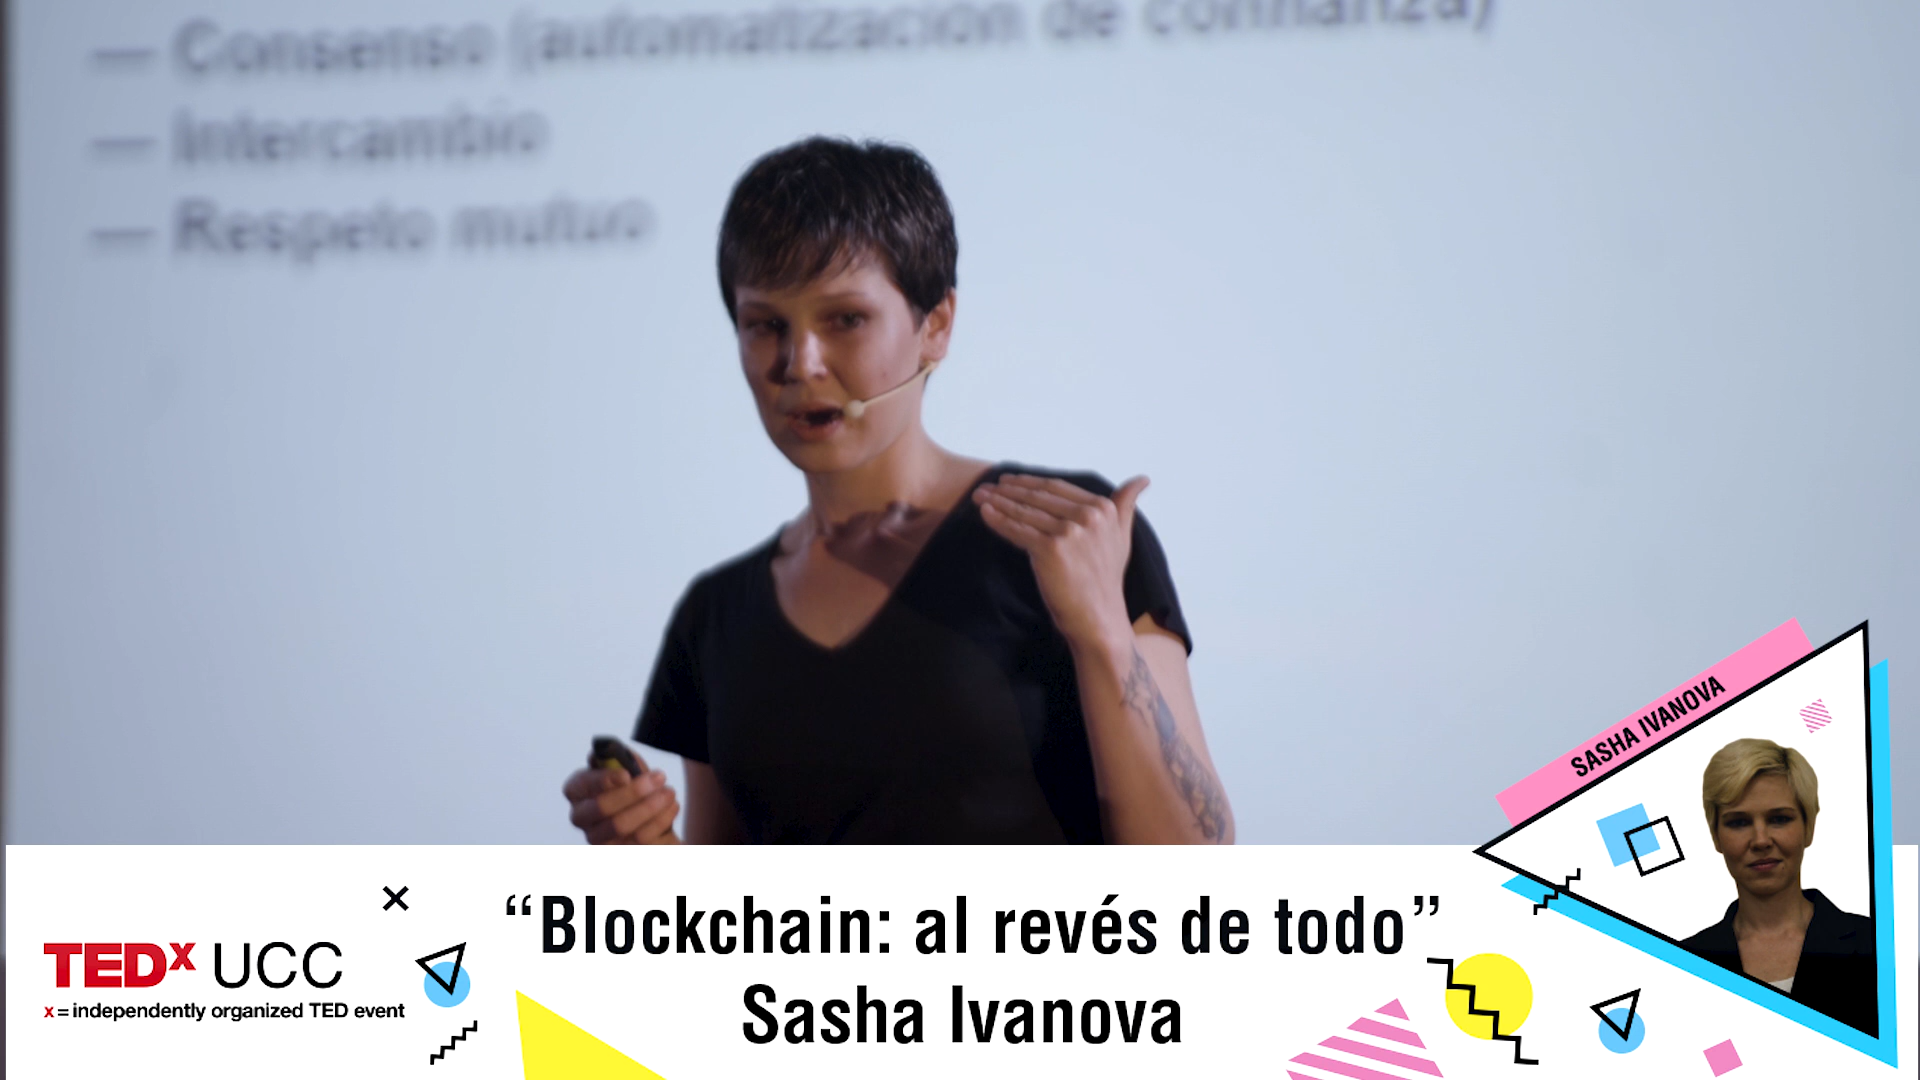 — Consenso (automatización de confianza)
— Intercambio
— Respeto mutuo
SASHA IVANOVA
“Blockchain: al revés de todo”
Sasha Ivanova
TEDx UCC
x = independently organized TED event